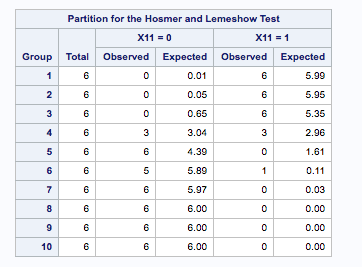 Partition for the Hosmer and Lemeshow Test
X11 = 0 X11 = 1
Group Total Observed Expected Observed Expected
1 6 0 0.01 6 5.99
2 6 0 0.05 6 5.95
3 6 0 0.65 6 5.35
4 6 3 3.04 3 2.96
5 6 6 4.39 0 1.61
6 6 5 5.89 1 0.11
7 6 6 5.97 0 0.03
8 6 6 6.00 0 0.00
9 6 6 6.00 0 0.00
10 6 6 6.00 0 0.00